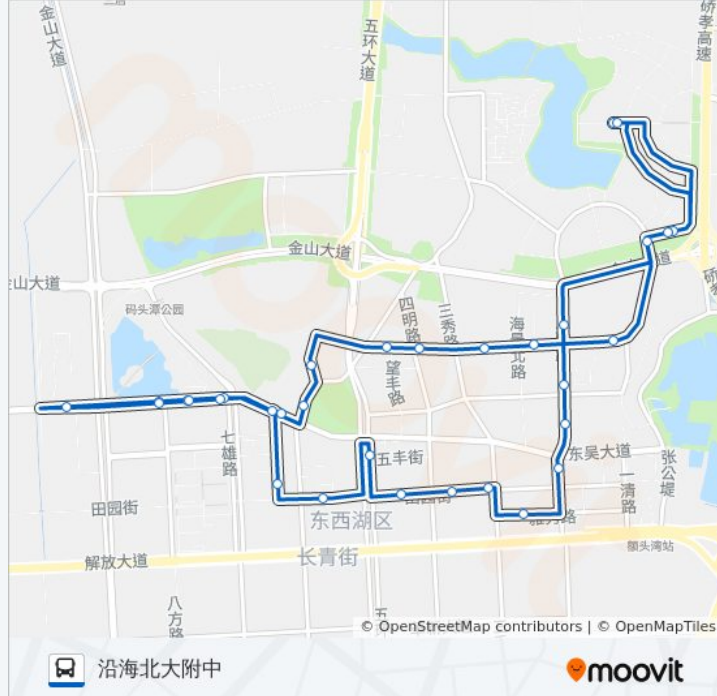 金山大道
五环大道
硚孝高速
金山大道
金山大道
码头潭公园
四明路
三秀路
望丰路
七雄路
五丰街
东吴大道
张公堤
一清路
田园街
东西湖区
长青街
解放大道
额头湾站
八方路
© OpenStreetMap contributors | © OpenMapTiles
沿海北大附中
moovit